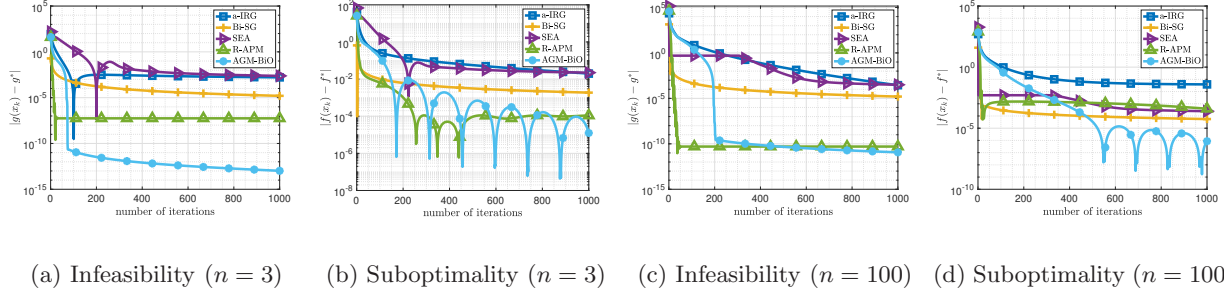 |g(x_k) − g*|
10^5
10^0
10^-5
10^-10
10^-15
0 200 400 600 800 1000
number of iterations
a-IRG
Bi-SG
SEA
R-APM
AGM-BiO
(a) Infeasibility (n = 3)
|f(x_k) − f*|
10^2
10^0
10^-2
10^-4
10^-6
10^-8
0 200 400 600 800 1000
number of iterations
a-IRG
Bi-SG
SEA
R-APM
AGM-BiO
(b) Suboptimality (n = 3)
|g(x_k) − g*|
10^5
10^0
10^-5
10^-10
10^-15
0 200 400 600 800 1000
number of iterations
a-IRG
Bi-SG
SEA
R-APM
AGM-BiO
(c) Infeasibility (n = 100)
|f(x_k) − f*|
10^5
10^0
10^-5
10^-10
0 200 400 600 800 1000
number of iterations
a-IRG
Bi-SG
SEA
R-APM
AGM-BiO
(d) Suboptimality (n = 100